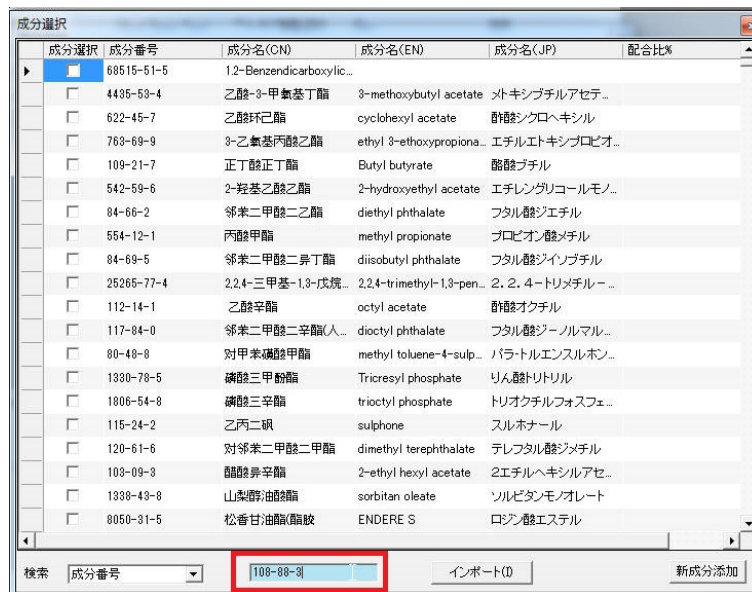 成分選択
成分選択 成分番号 成分名(CN) 成分名(EN) 成分名(JP) 配合比%
68515-51-5 1.2-Benzendicarboxylic...
4435-53-4 乙酸-3-甲氧基丁酯 3-methoxybutyl acetate メトキシブチルアセテ...
622-45-7 乙酸环己酯 cyclohexyl acetate 酢酸シクロヘキシル
763-69-9 3-乙氧基丙酸乙酯 ethyl 3-ethoxypropiona... エチルエトキシプロピオ...
109-21-7 正丁酸正丁酯 Butyl butyrate 酪酸ブチル
542-59-6 2-羟基乙酸乙酯 2-hydroxyethyl acetate エチレングリコールモノ...
84-66-2 邻苯二甲酸二乙酯 diethyl phthalate フタル酸ジエチル
554-12-1 丙酸甲酯 methyl propionate プロピオン酸メチル
84-69-5 邻苯二甲酸二异丁酯 diisobutyl phthalate フタル酸ジイソブチル
25265-77-4 2,2,4-三甲基-1,3-戊烷... 2,2,4-trimethyl-1,3-pen... 2．2．4ートリメチルー...
112-14-1 乙酸辛酯 octyl acetate 酢酸オクチル
117-84-0 邻苯二甲酸二辛酯(人... dioctyl phthalate フタル酸ジーノルマル...
80-48-8 对甲苯磺酸甲酯 methyl toluene-4-sulp... パラ-トルエンスルホン...
1330-78-5 磷酸三甲酚酯 Tricresyl phosphate りん酸トリトリル
1806-54-8 磷酸三辛酯 trioctyl phosphate トリオクチルフォスフェ...
115-24-2 乙丙二砜 sulphone スルホナール
120-61-6 对邻苯二甲酸二甲酯 dimethyl terephthalate テレフタル酸ジメチル
103-09-3 醋酸异辛酯 2-ethyl hexyl acetate 2エチルヘキシルアセ...
1338-43-8 山梨醇油酸酯 sorbitan oleate ソルビタンモノオレート
8050-31-5 松香甘油酯(酯胶 ENDERE S ロジン酸エステル
検索 成分番号 108-88-3 インポート(I) 新成分添加